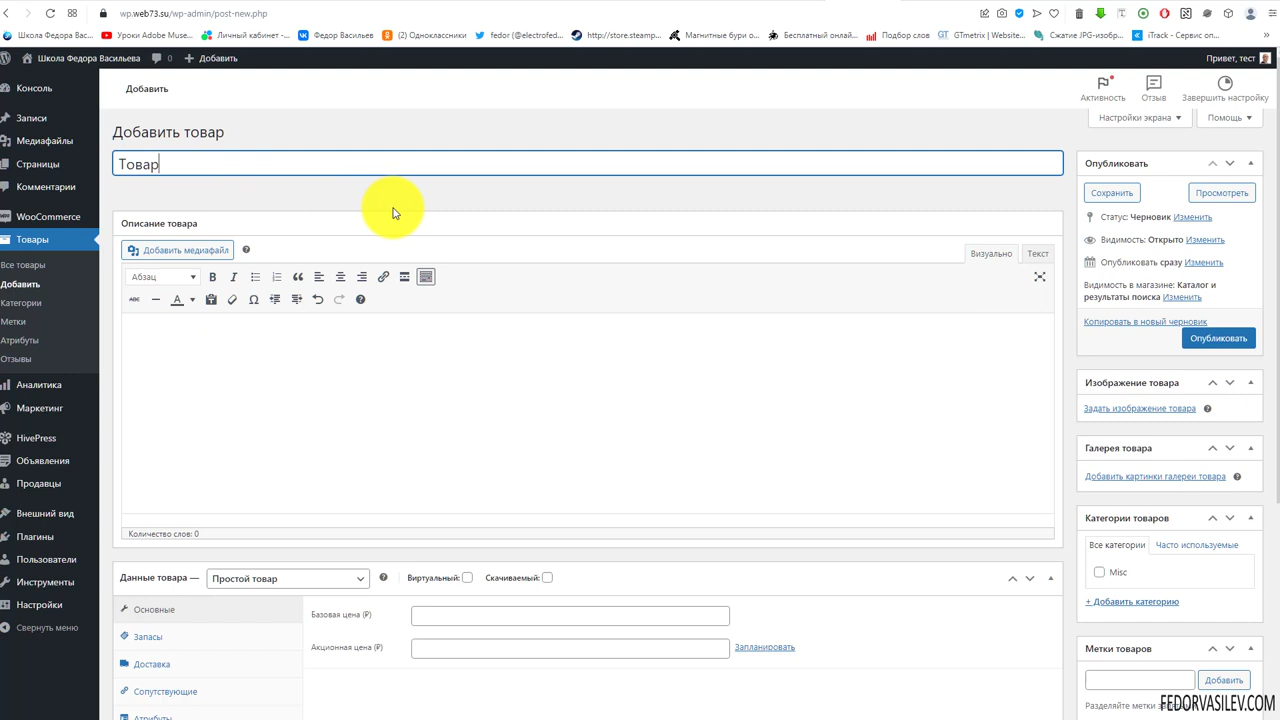 wp.web73.su/wp-admin/post-new.php
Школа Федора Вас...
Уроки Adobe Muse...
Личный кабинет -...
Федор Васильев
(2) Одноклассники
fedor (@electrofed...
http://store.steamp...
Магнитные бури о...
Бесплатный онлай...
Подбор слов
GTmetrix | Website...
Сжатие JPG-изобр...
iTrack - Сервис оп...
Школа Федора Васильева
0
Добавить
Привет, тест
Консоль
Записи
Медиафайлы
Страницы
Комментарии
WooCommerce
Товары
Все товары
Добавить
Категории
Метки
Атрибуты
Отзывы
Аналитика
Маркетинг
HivePress
Объявления
Продавцы
Внешний вид
Плагины
Пользователи
Инструменты
Настройки
Свернуть меню
Добавить
Активность
Отзыв
Завершить настройку
Настройки экрана
Помощь
Добавить товар
Товар
Описание товара
Добавить медиафайл
Визуально
Текст
Абзац
Количество слов: 0
Данные товара —
Простой товар
Виртуальный:
Скачиваемый:
Основные
Запасы
Доставка
Сопутствующие
Атрибуты
Базовая цена (₽)
Акционная цена (₽)
Запланировать
Опубликовать
Сохранить
Просмотреть
Статус: Черновик Изменить
Видимость: Открыто Изменить
Опубликовать сразу Изменить
Видимость в магазине: Каталог и
результаты поиска Изменить
Копировать в новый черновик
Опубликовать
Изображение товара
Задать изображение товара
Галерея товара
Добавить картинки галереи товара
Категории товаров
Все категории
Часто используемые
Misc
+ Добавить категорию
Метки товаров
Добавить
Разделяйте метки
FEDORVASILEV.COM